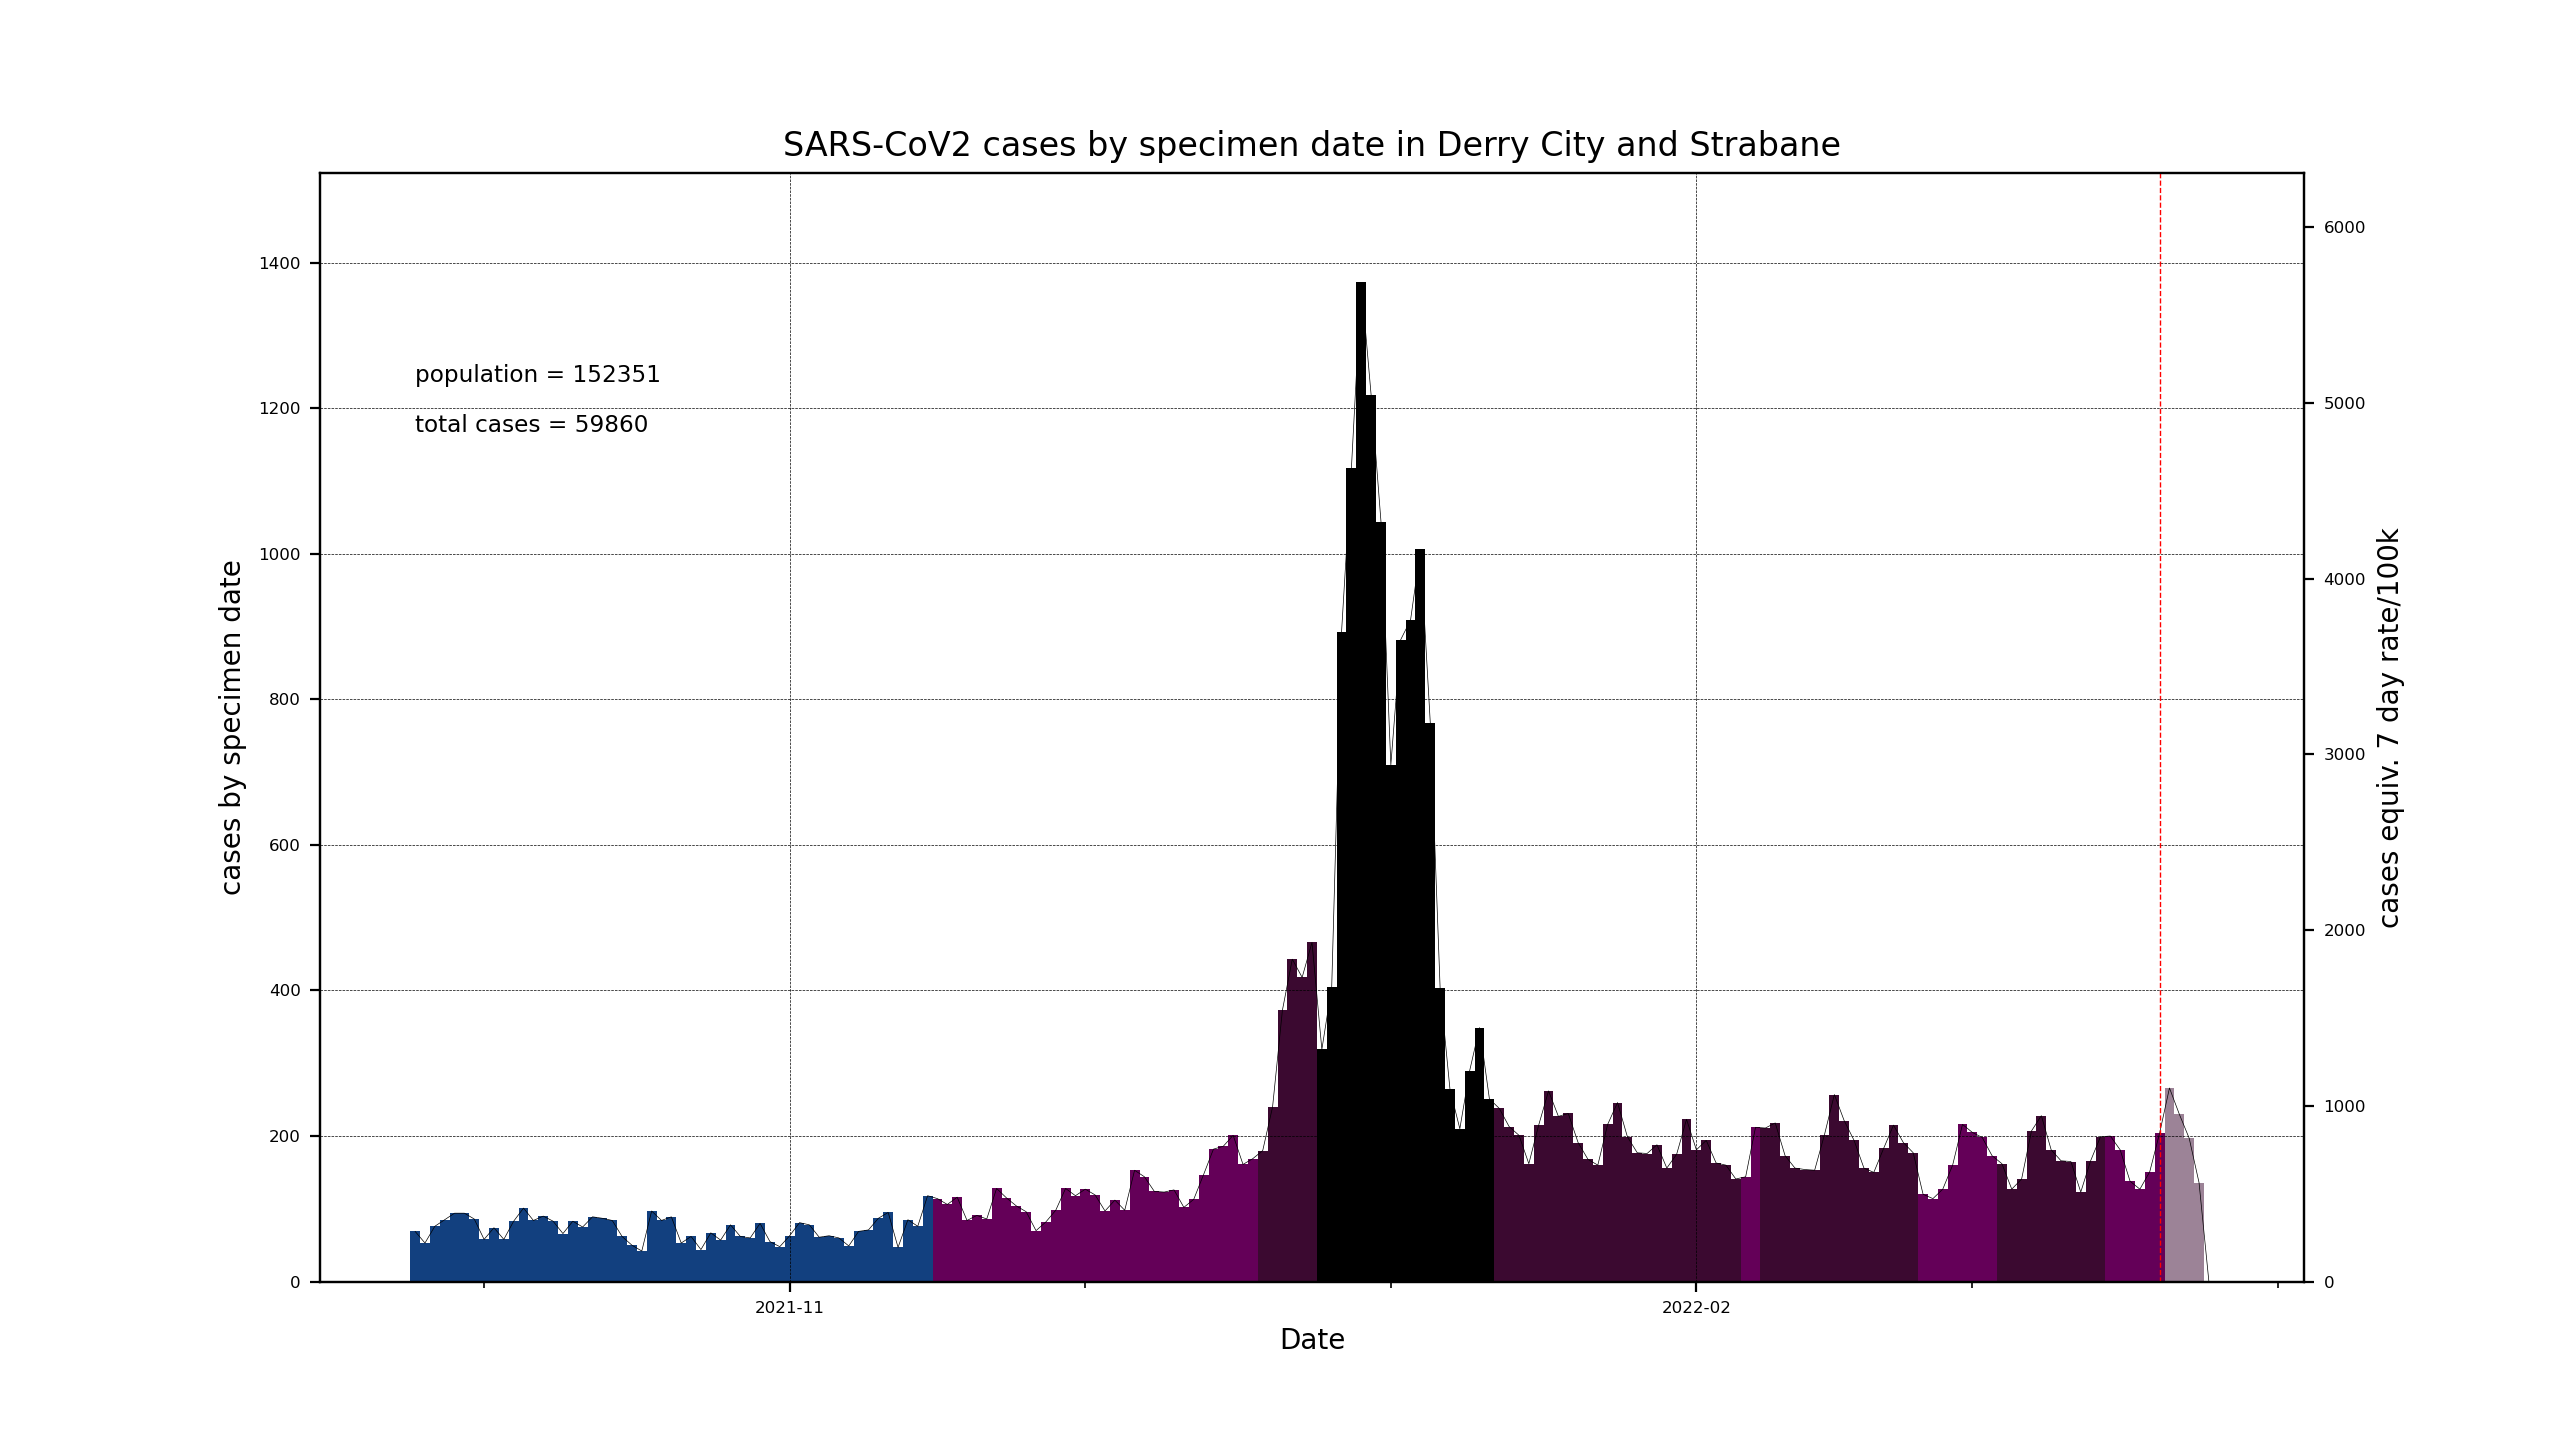 SARS-CoV2 cases by specimen date in Derry City and Strabane
population = 152351
total cases = 59860
cases by specimen date
1400
1200
1000
800
600
400
200
0
6000
5000
4000
3000
2000
1000
0
cases equiv. 7 day rate/100k
2021-11
2022-02
Date